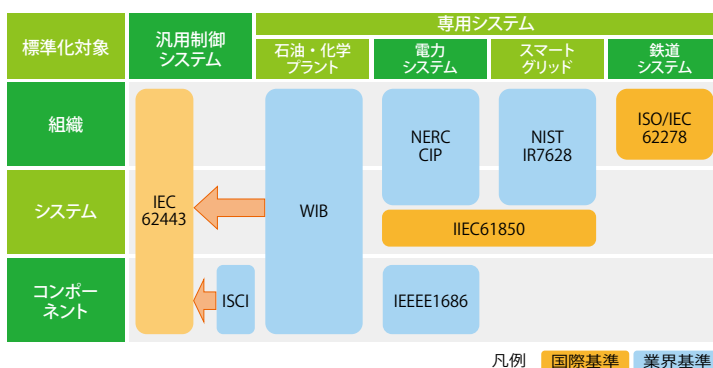 標準化対象
汎用制御
システム
専用システム
石油・化学
プラント
電力
システム
スマート
グリッド
鉄道
システム
組織
システム
コンポー
ネント
IEC
62443
ISCI
WIB
NERC
CIP
NIST
IR7628
ISO/IEC
62278
IIEC61850
IEEEE1686
凡例
国際基準
業界基準